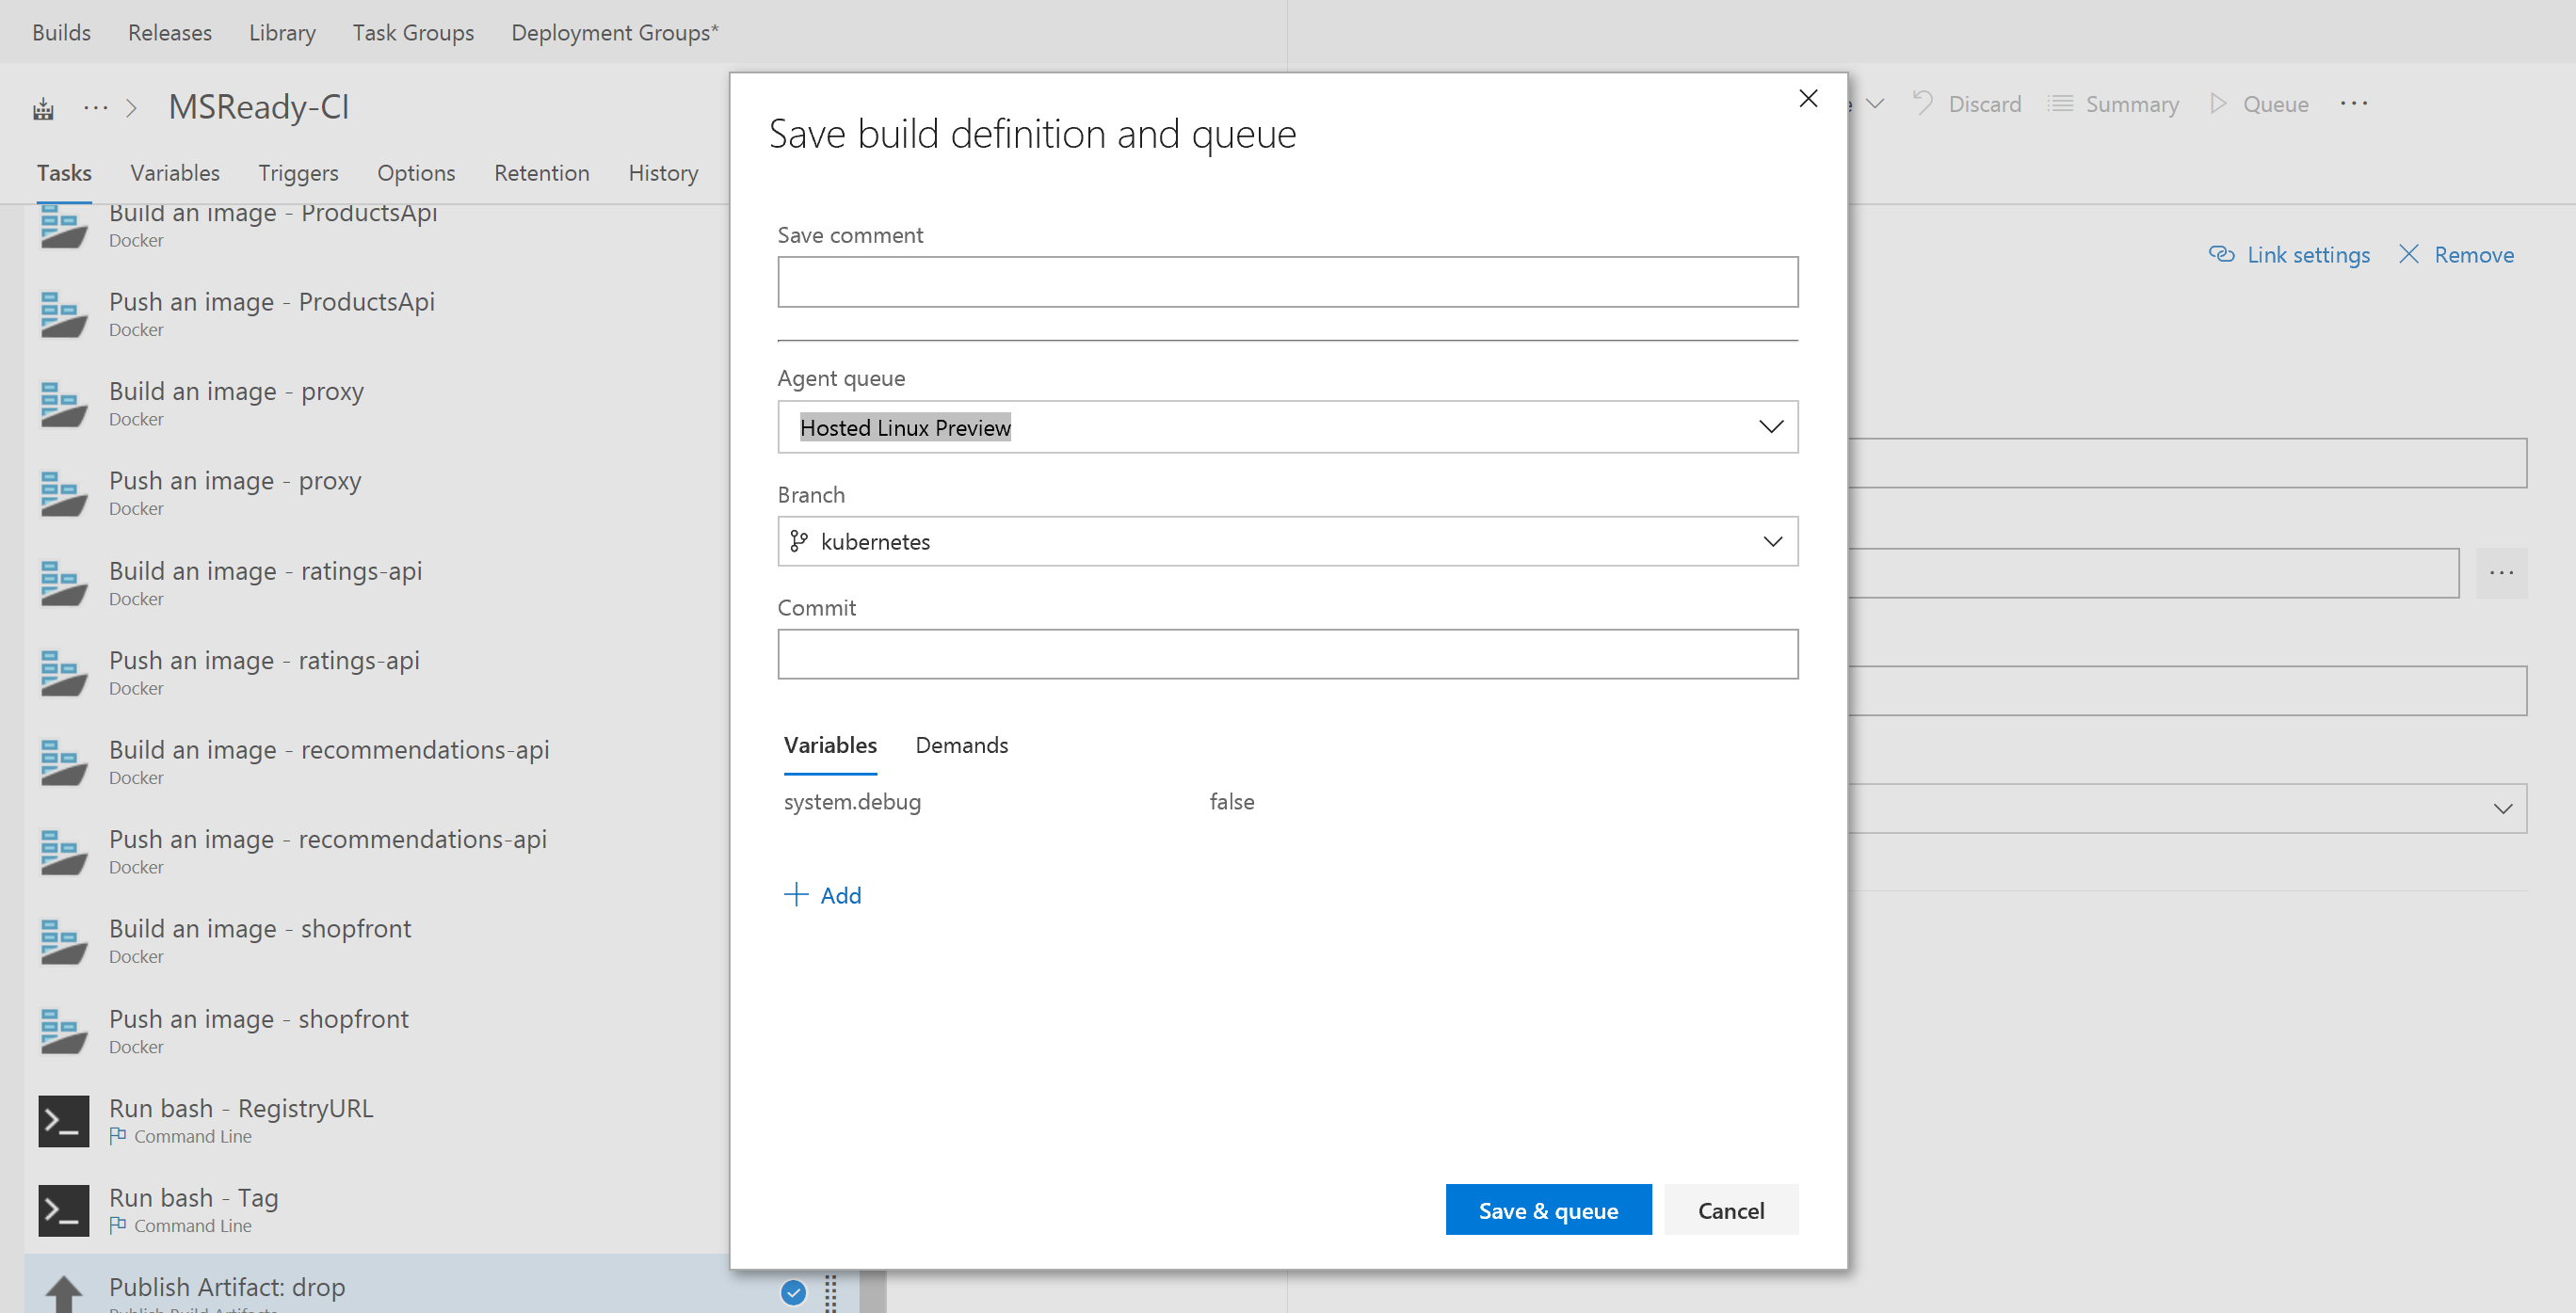 Builds Releases Library Task Groups Deployment Groups*
··· MSReady-CI
Discard Summary Queue ···
Tasks Variables Triggers Options Retention History
Build an image - ProductsApi
Docker
Push an image - ProductsApi
Docker
Build an image - proxy
Docker
Push an image - proxy
Docker
Build an image - ratings-api
Docker
Push an image - ratings-api
Docker
Build an image - recommendations-api
Docker
Push an image - recommendations-api
Docker
Build an image - shopfront
Docker
Push an image - shopfront
Docker
Run bash - RegistryURL
Command Line
Run bash - Tag
Command Line
Publish Artifact: drop
Publish Build Artifacts
Save build definition and queue
Save comment
Agent queue
Hosted Linux Preview
Branch
kubernetes
Commit
Variables Demands
system.debug false
Add
Save & queue Cancel
Link settings Remove
···